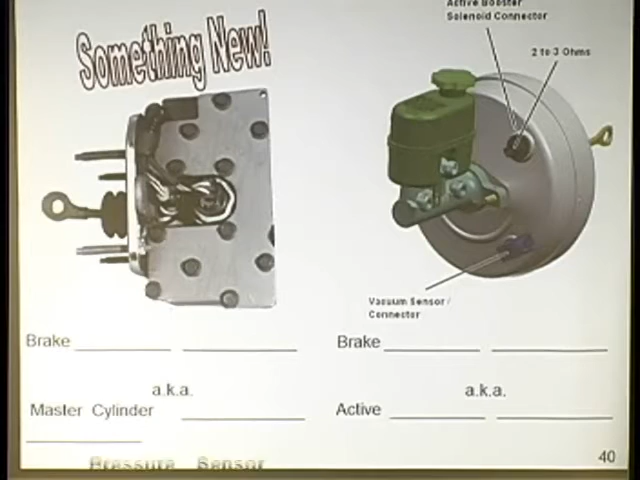 Something New!
Active Booster
Solenoid Connector
2 to 3 Ohms
Vacuum Sensor /
Connector
Brake
a.k.a.
Master Cylinder
Pressure Sensor
Brake
a.k.a.
Active
40